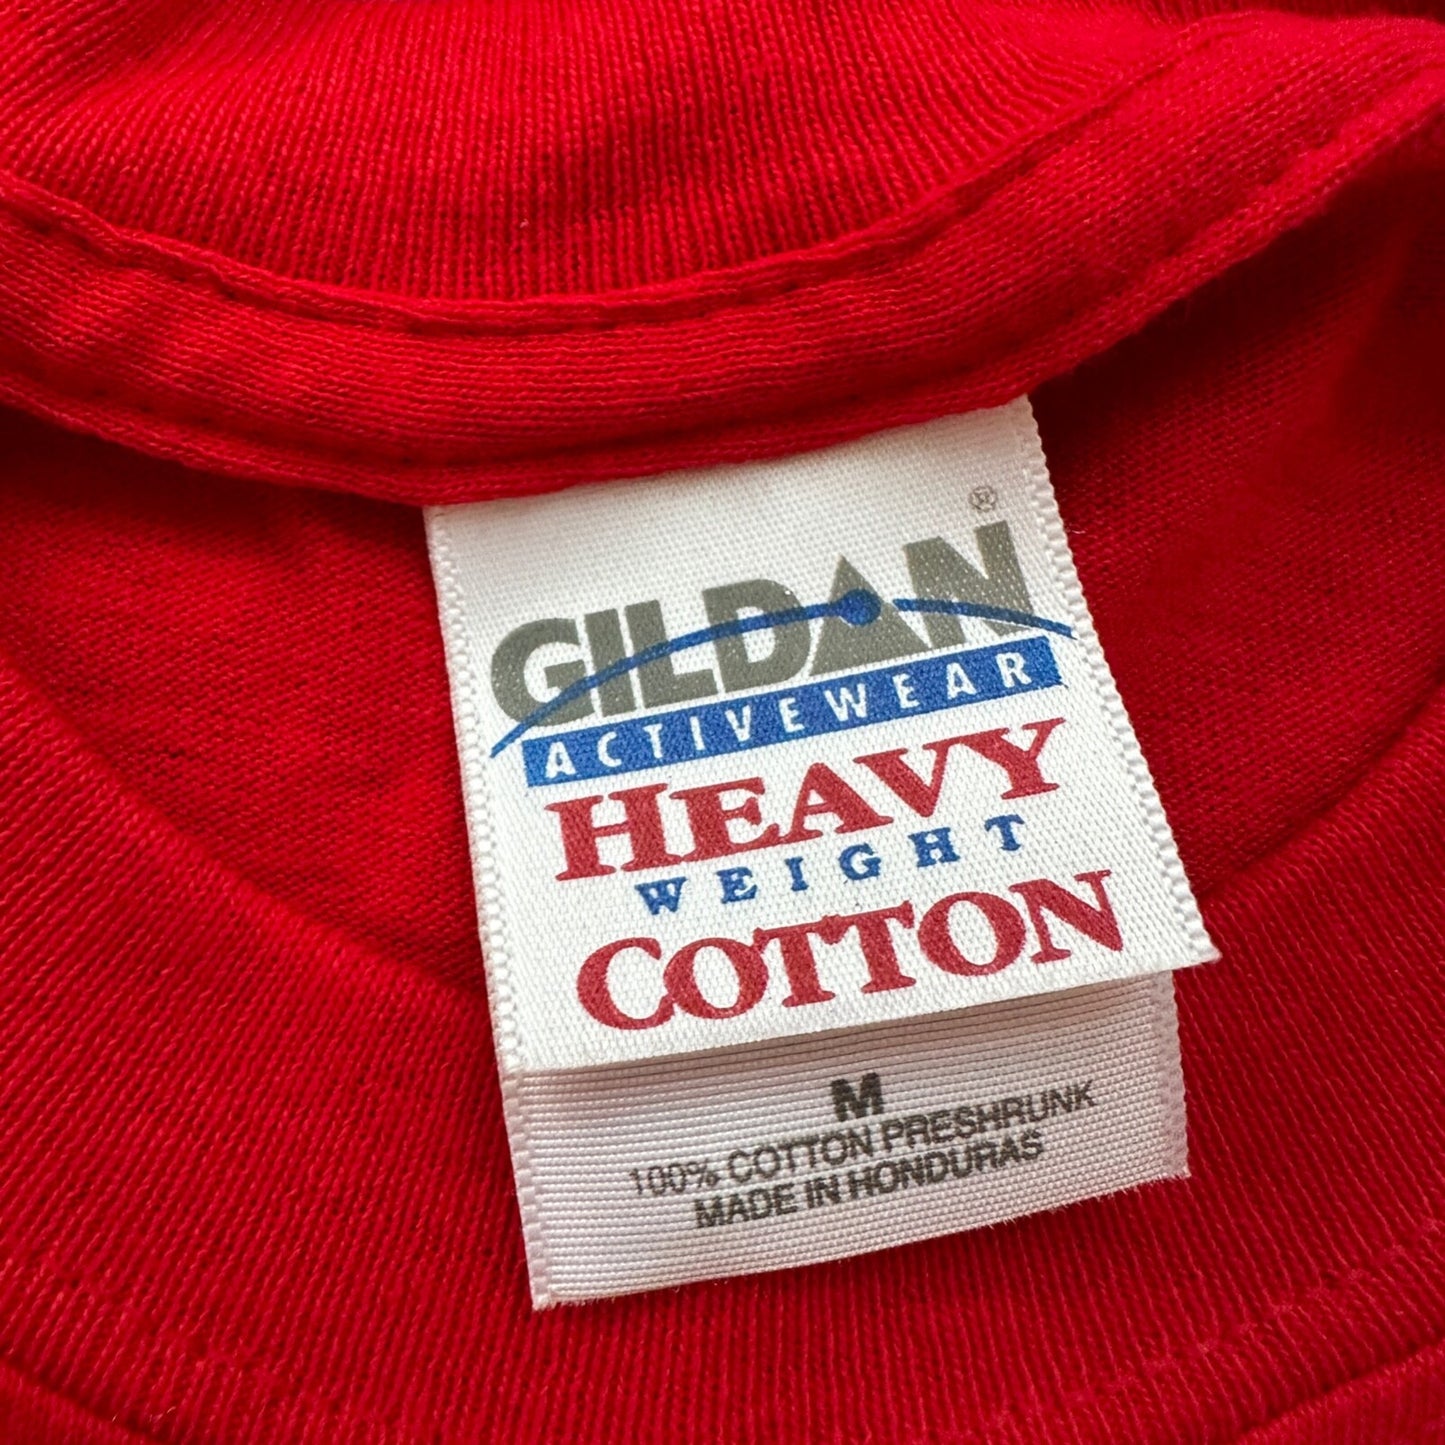 GILDAN®
ACTIVEWEAR
HEAVY
WEIGHT
COTTON
M
100% COTTON PRESHRUNK
MADE IN HONDURAS